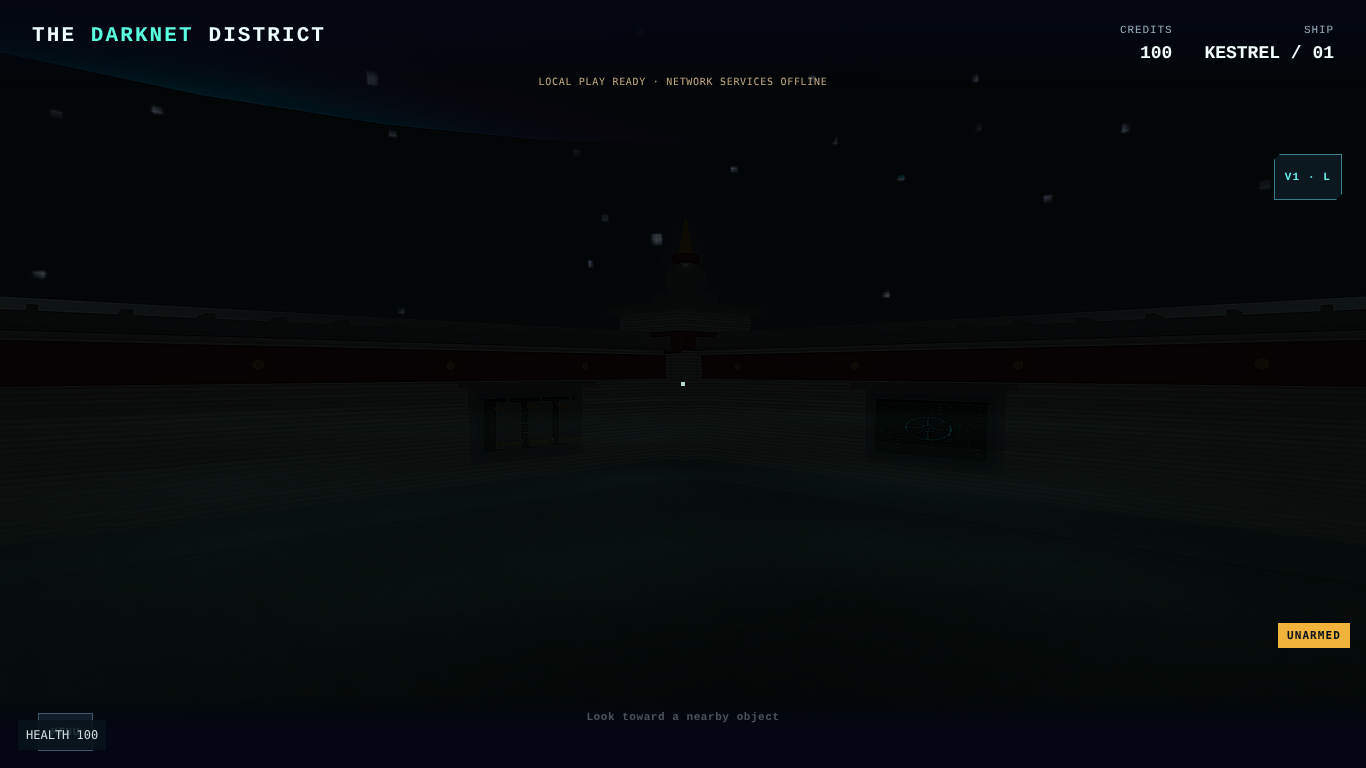 THE DARKNET DISTRICT
CREDITS
100
SHIP
KESTREL / 01
LOCAL PLAY READY · NETWORK SERVICES OFFLINE
V1 · L
UNARMED
Look toward a nearby object
HEALTH 100